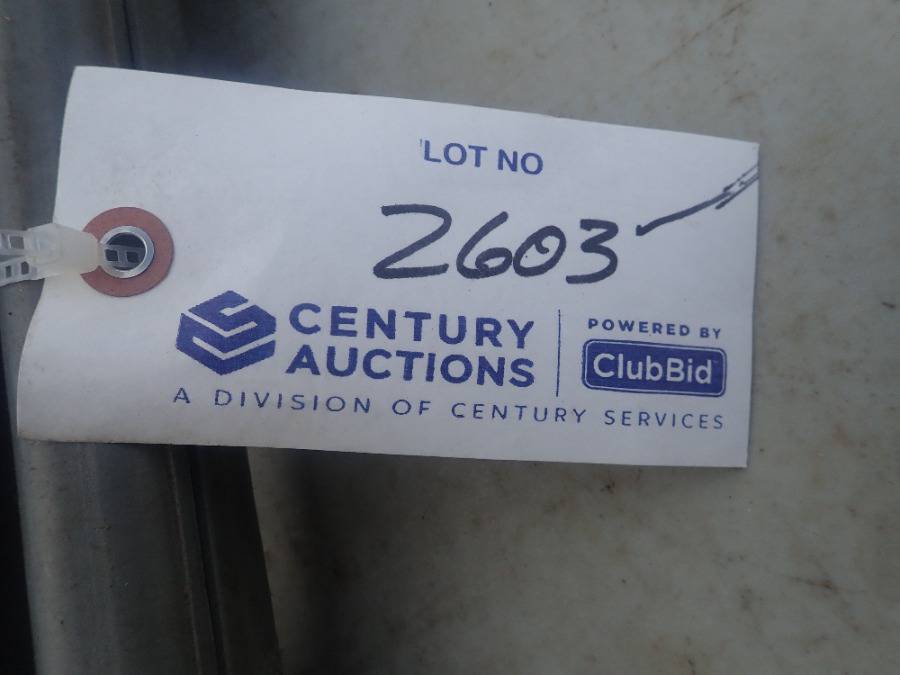 LOT NO
2603
CENTURY
AUCTIONS
A DIVISION OF CENTURY SERVICES
POWERED BY
ClubBid